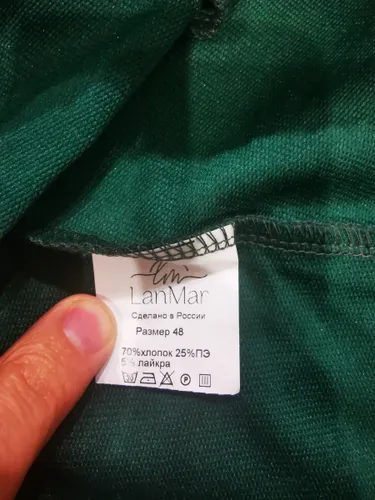 LanMar
Сделано в России
Размер 48
70%хлопок 25%ПЭ
5% лайкра